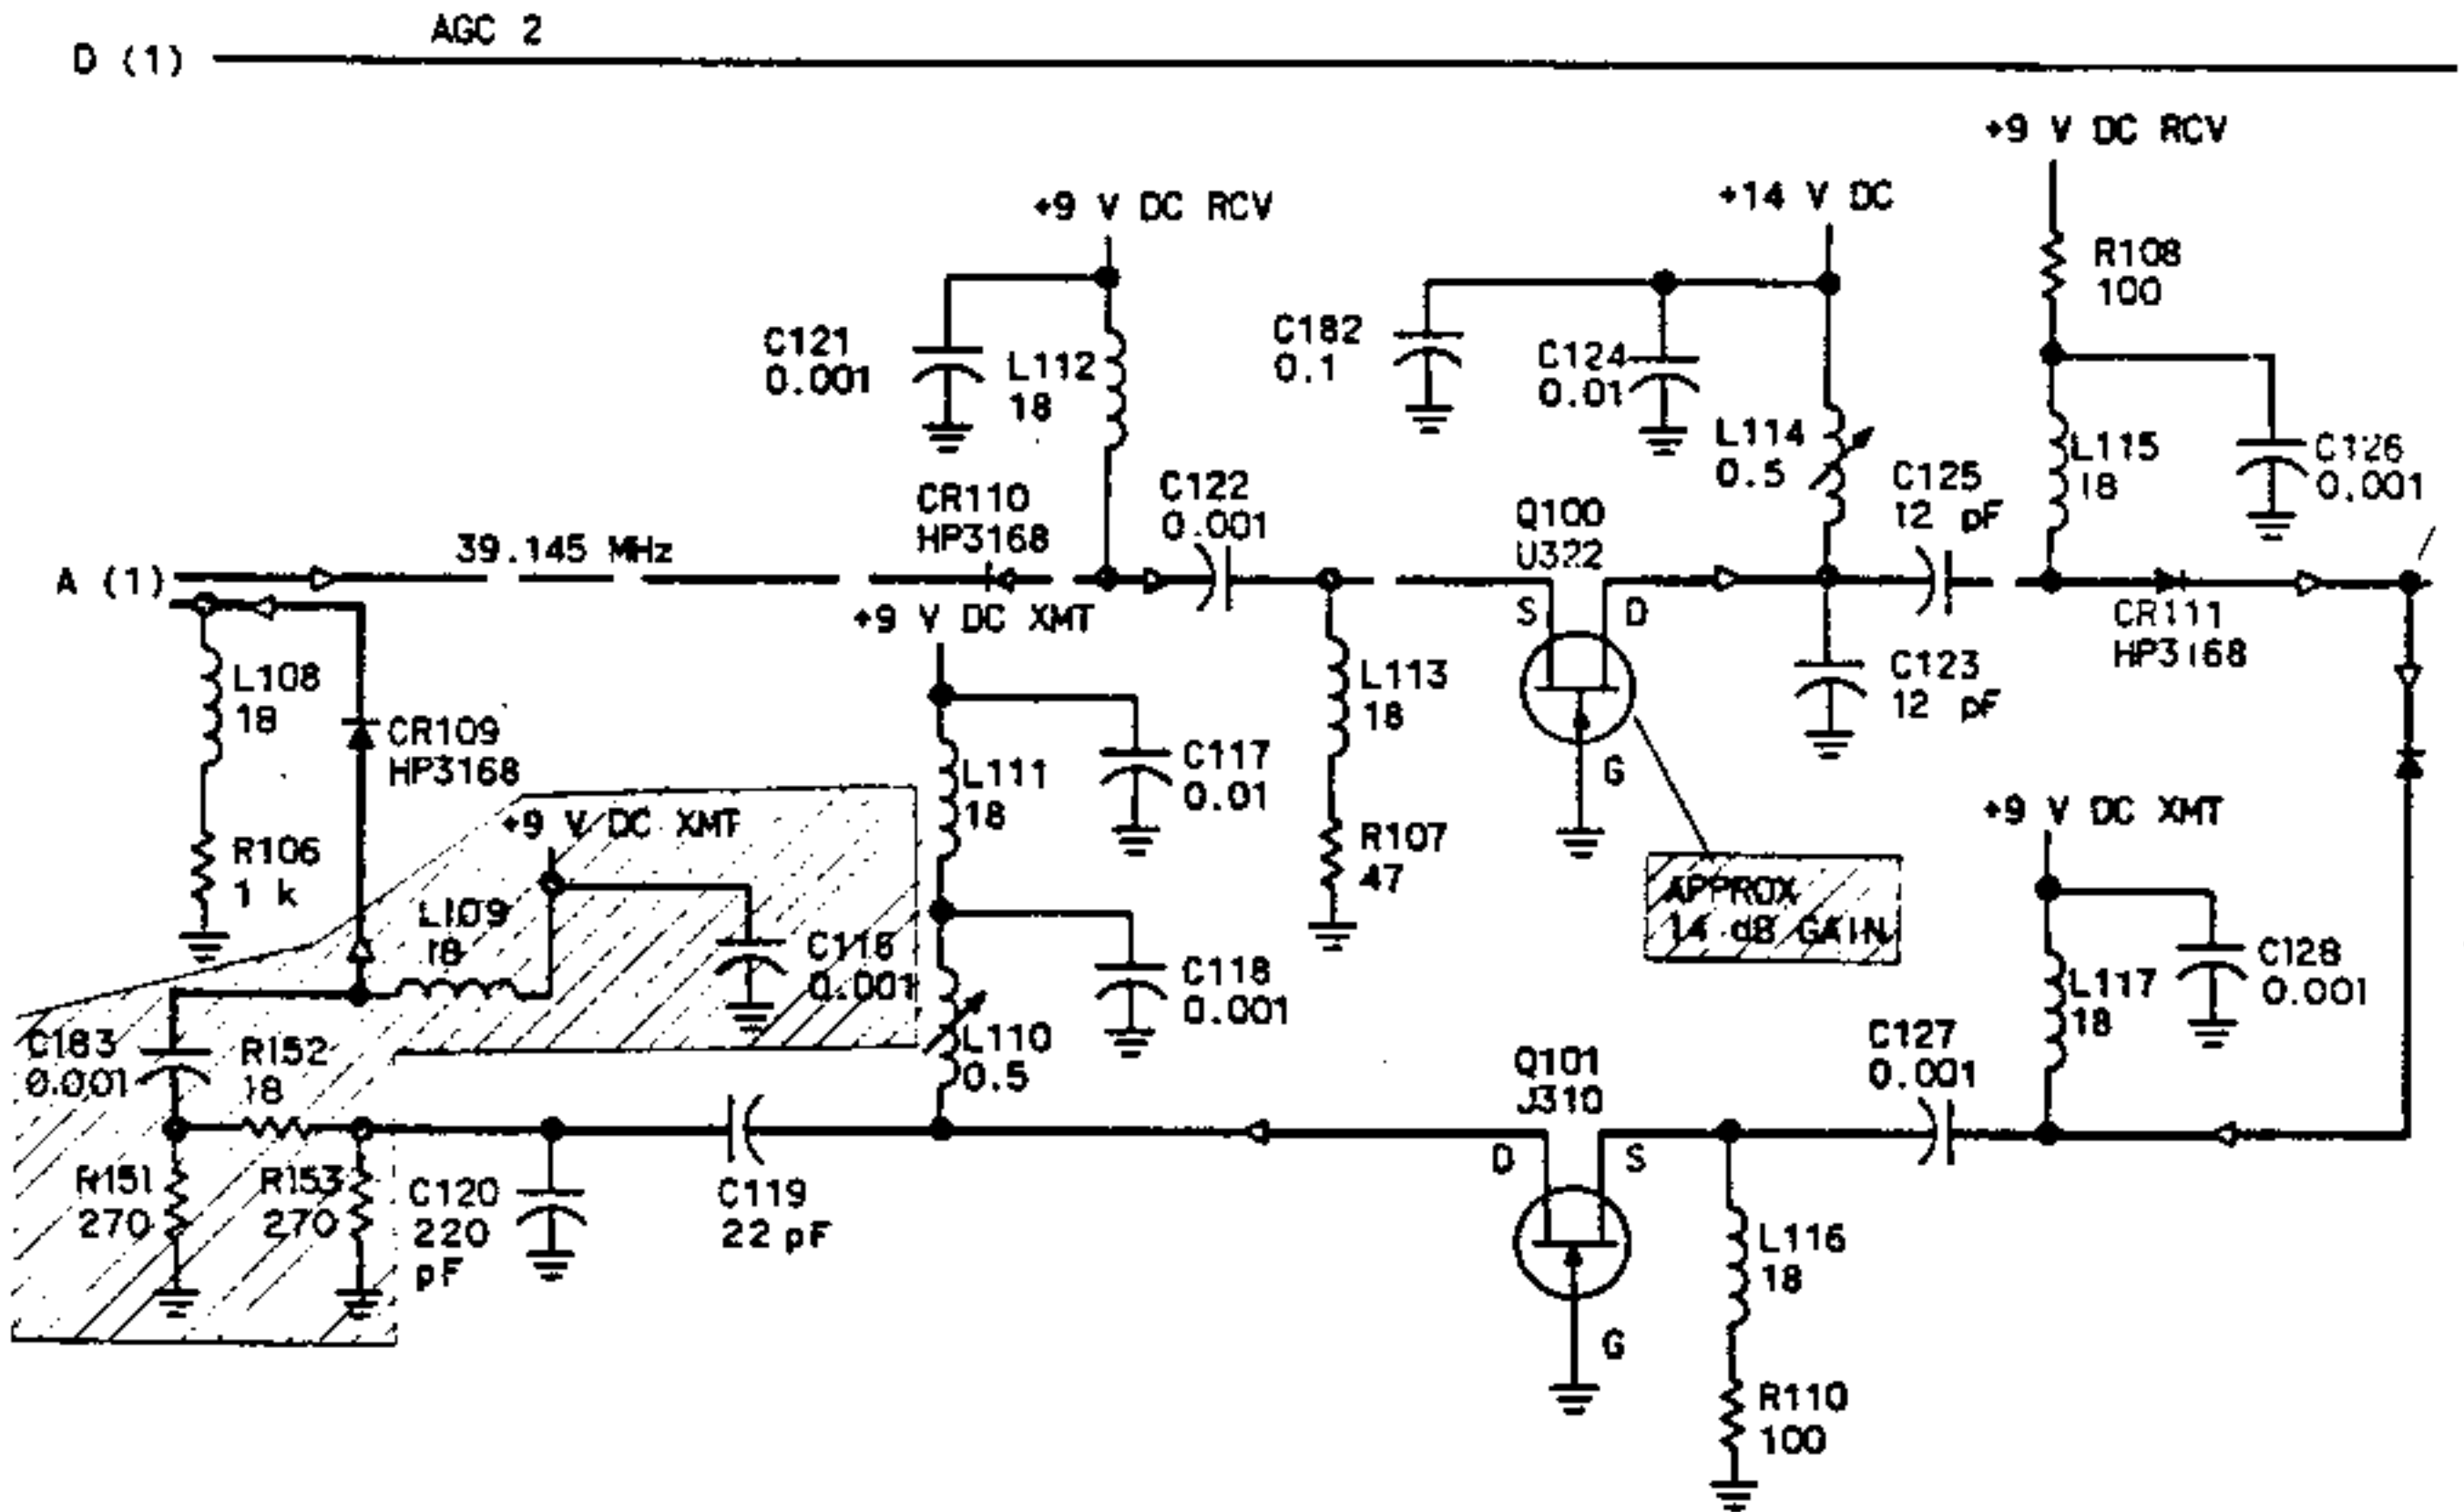 AGC 2
D (1)
+9 V DC RCV
+9 V DC RCV
+14 V DC
R108
100
C121
0.001
L112
18
C182
0.1
C124
0.01
L114
0.5
C125
12 pF
L115
18
C126
0.001
CR110
HP3168
C122
0.001
Q100
U322
39.145 MHz
A (1)
S
D
+9 V DC XMT
CR111
HP3168
L108
18
C123
12 pF
L113
18
CR109
HP3168
G
L111
18
C117
0.01
+9 V DC XMT
+9 V DC XMT
R106
1 k
R107
47
APPROX
14 dB GAIN
L109
18
C116
0.001
C118
0.001
L117
18
C128
0.001
C183
0.001
R152
18
L110
0.5
Q101
J310
C127
0.001
D
S
R151
270
R153
270
C120
220
pF
C119
22 pF
L116
18
G
R110
100